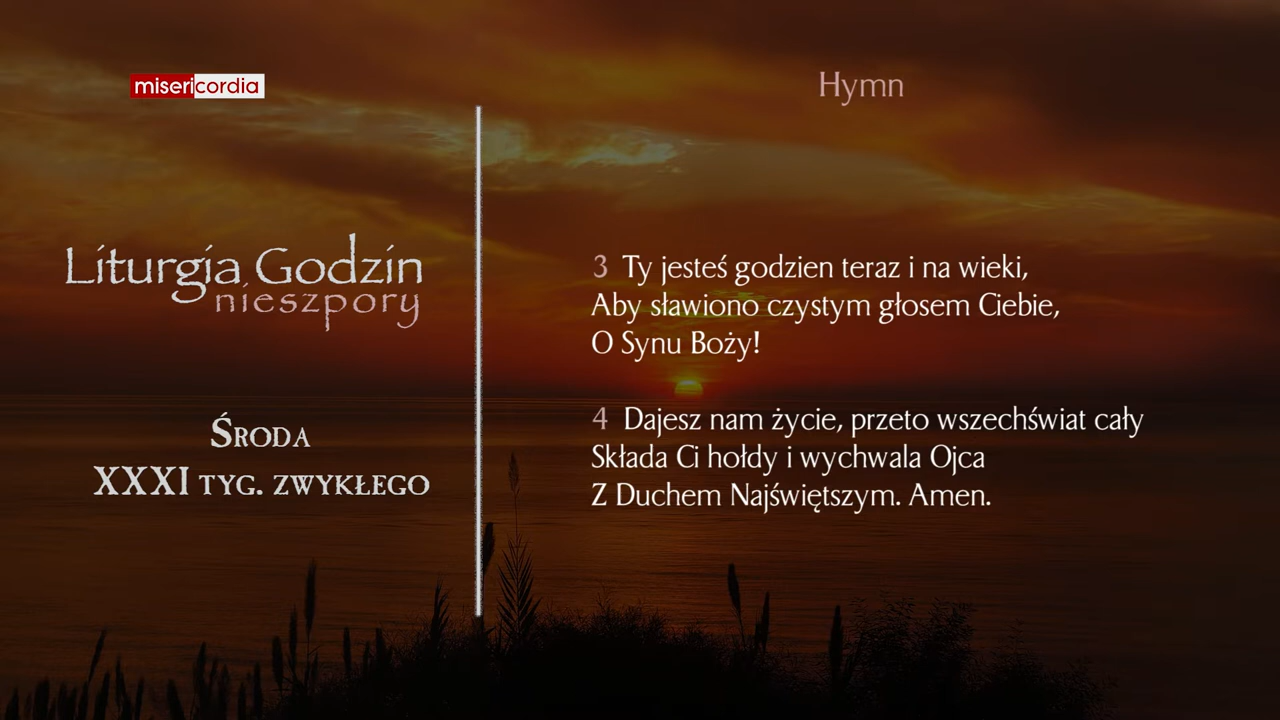 misericordia
Liturgia Godzin
nieszpory
Środa
XXXI tyg. zwykłego
Hymn
3 Ty jesteś godzien teraz i na wieki,
Aby sławiono czystym głosem Ciebie,
O Synu Boży!
4 Dajesz nam życie, przeto wszechświat cały
Składa Ci hołdy i wychwala Ojca
Z Duchem Najświętszym. Amen.